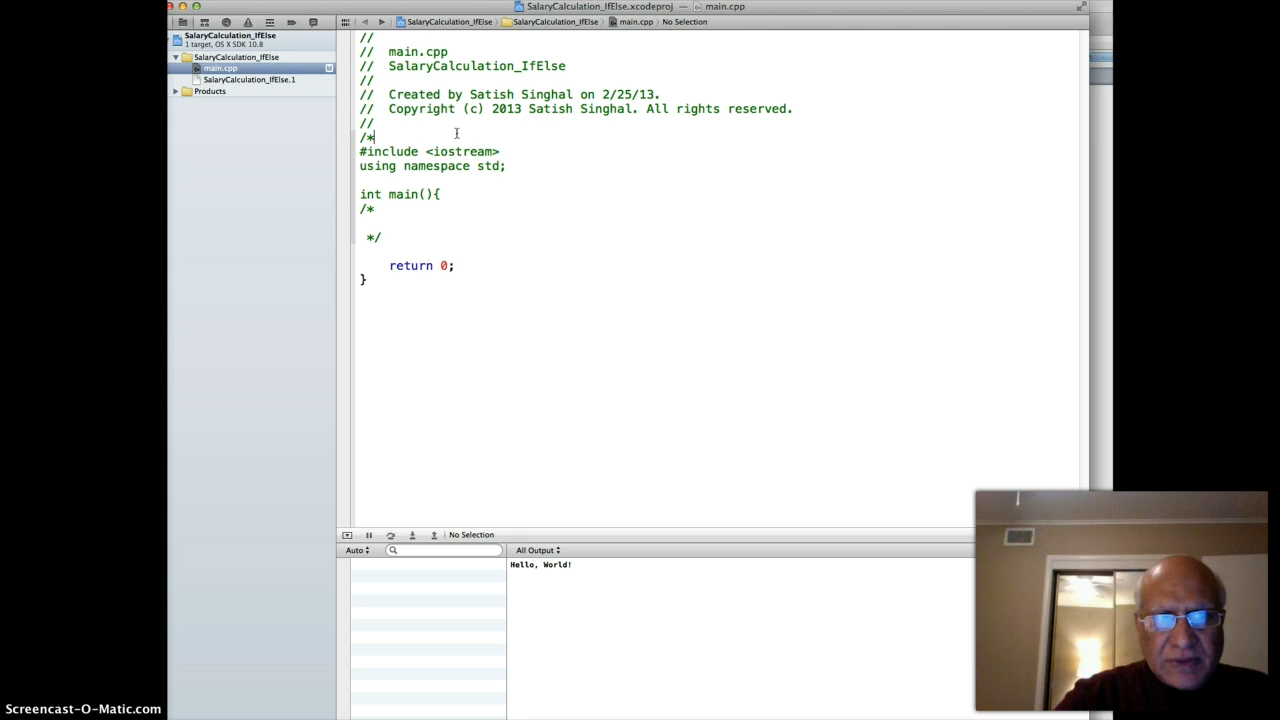 SalaryCalculation_IfElse.xcodeproj — main.cpp
SalaryCalculation_IfElse SalaryCalculation_IfElse main.cpp No Selection
SalaryCalculation_IfElse
1 target, OS X SDK 10.8
SalaryCalculation_IfElse
main.cpp M
SalaryCalculation_IfElse.1
Products
//
// main.cpp
// SalaryCalculation_IfElse
//
// Created by Satish Singhal on 2/25/13.
// Copyright (c) 2013 Satish Singhal. All rights reserved.
//
/*
#include <iostream>
using namespace std;
int main(){
/*
*/
return 0;
}
No Selection
Auto All Output
Hello, World!
Screencast-O-Matic.com